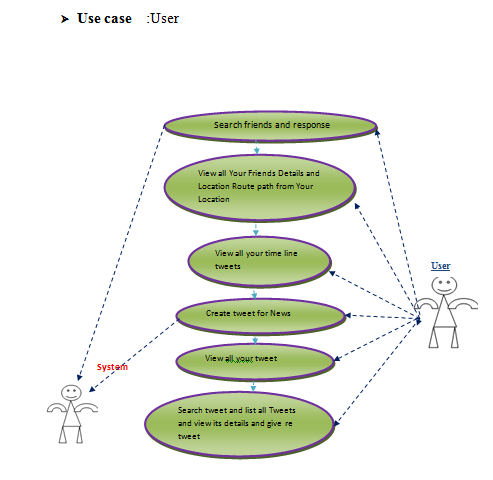 ➤ Use case :User
Search friends and response
View all Your Friends Details and
Location Route path from Your
Location
View all your time line
tweets
User
Create tweet for News
View all your tweet
System
Search tweet and list all Tweets
and view its details and give re
tweet